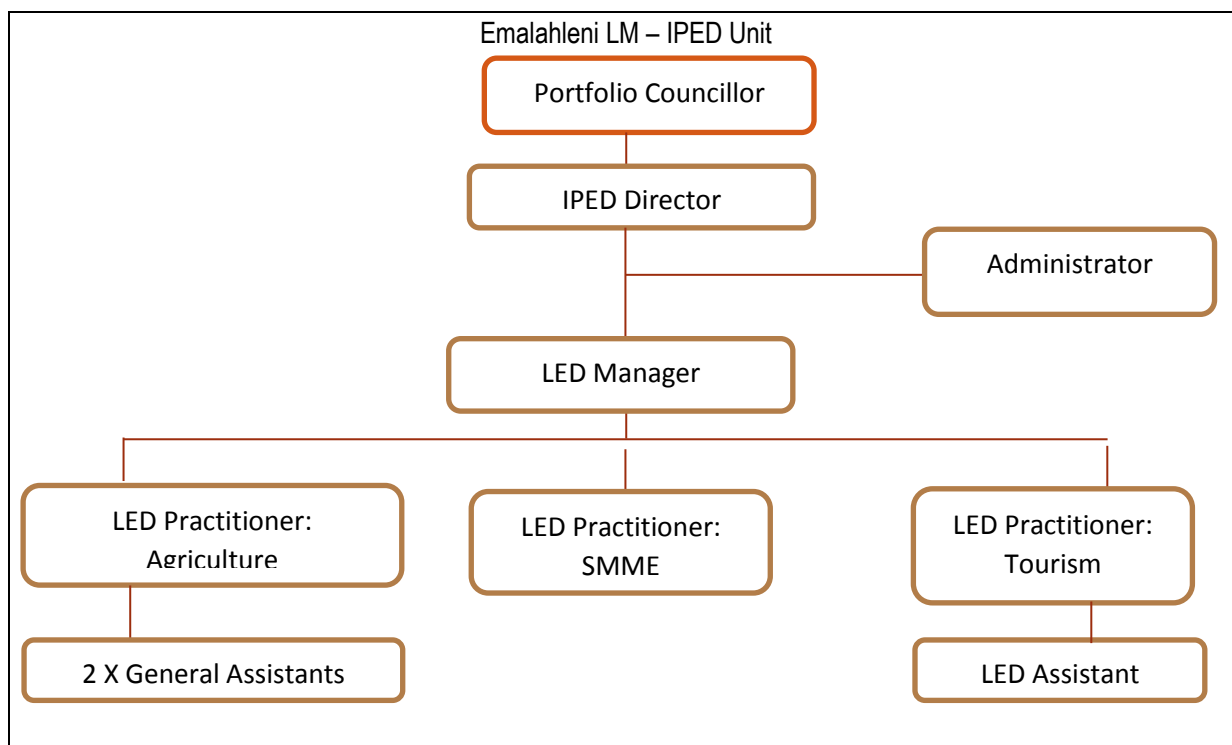 Emalahleni LM – IPED Unit
Portfolio Councillor
IPED Director
Administrator
LED Manager
LED Practitioner:
Agriculture
LED Practitioner:
SMME
LED Practitioner:
Tourism
2 X General Assistants
LED Assistant